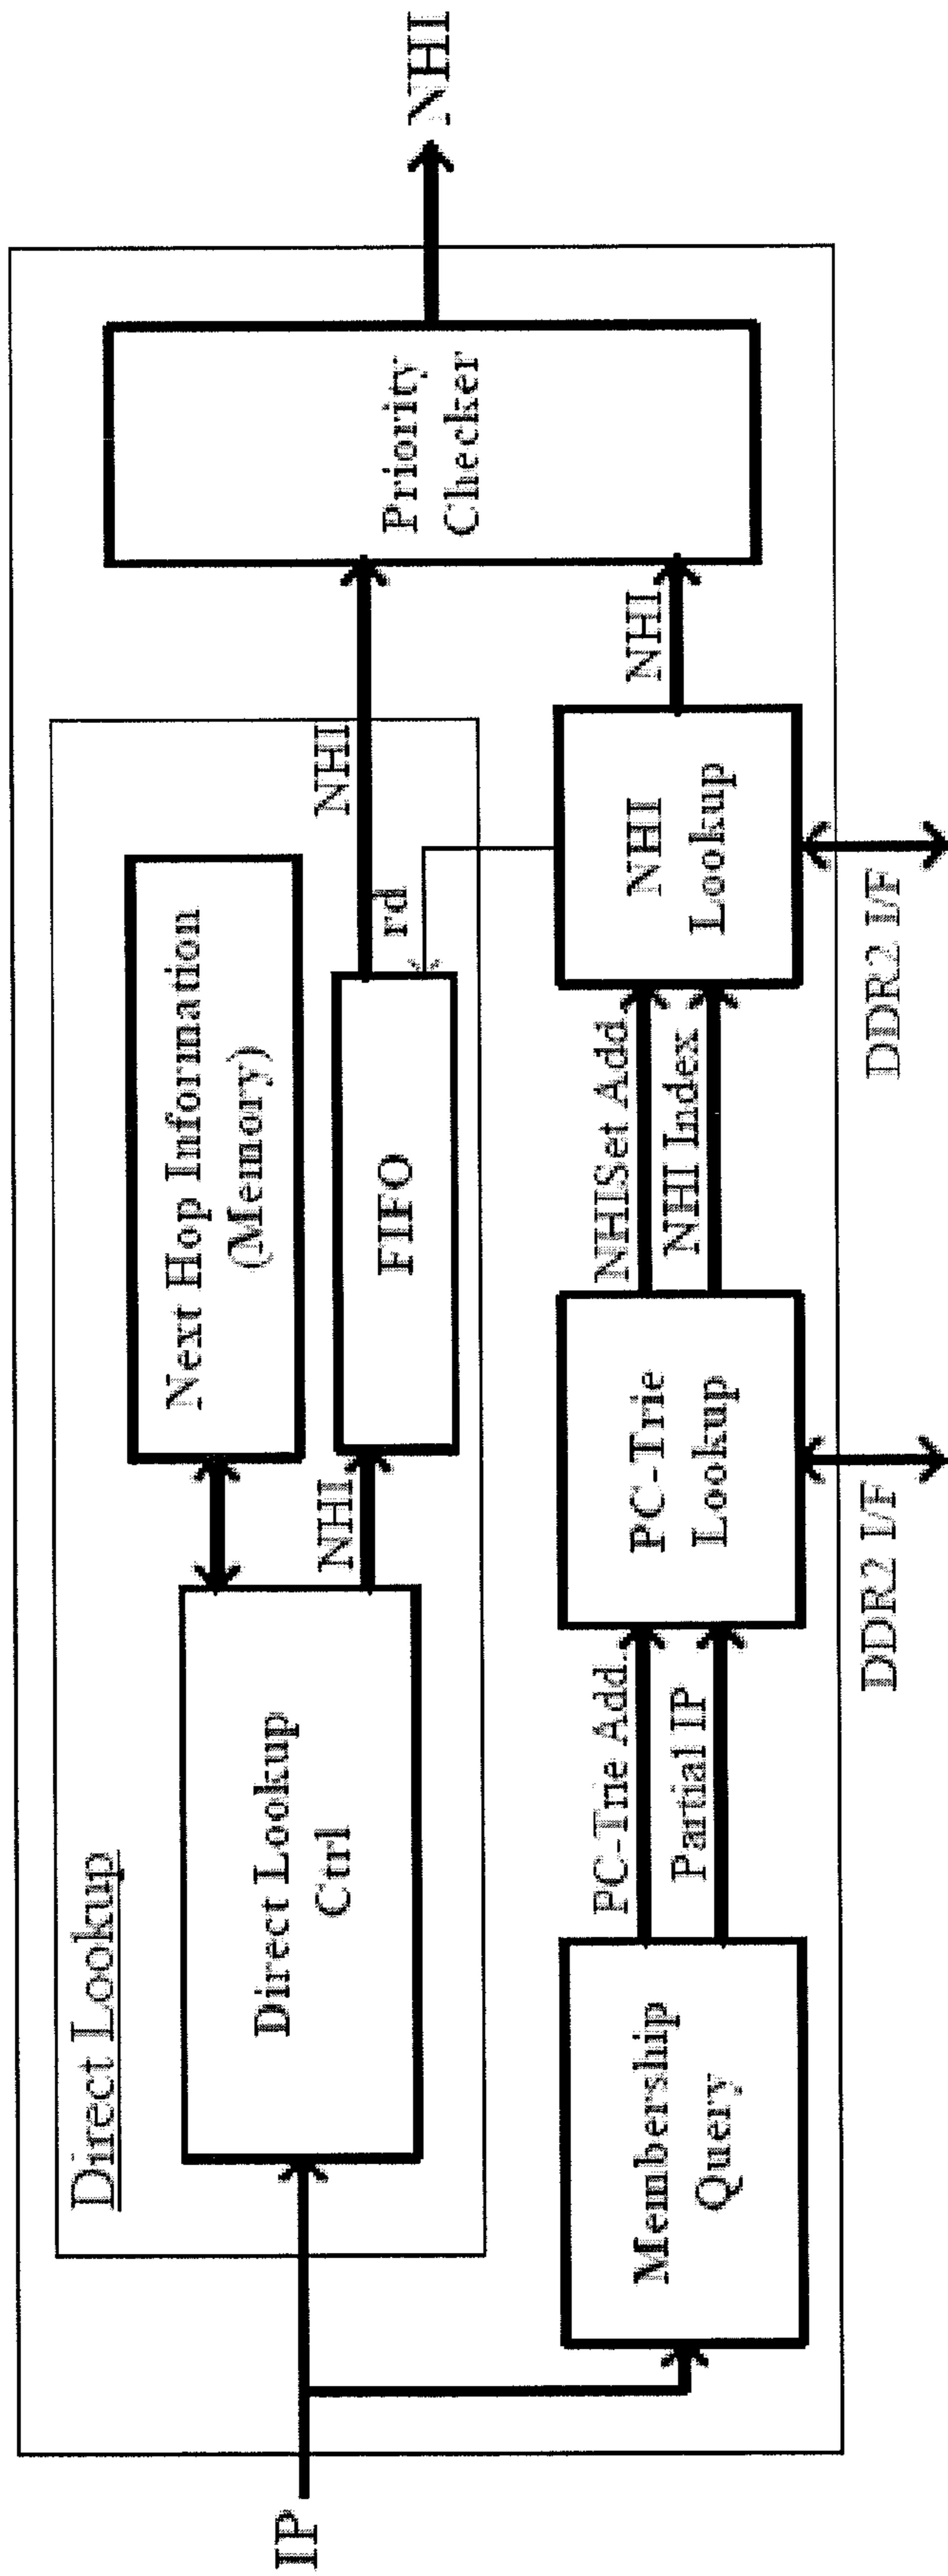 Direct Lookup
Next Hop Information
(Memory)
Direct Lookup
Ctrl
NHI
FIFO
rd
NHI
Priority
Checker
NHI
IP
Membership
Query
PC-Trie Add.
Partial IP
PC-Trie
Lookup
NHISet Add.
NHI Index
NHI
Lookup
NHI
DDR2 I/F
DDR2 I/F